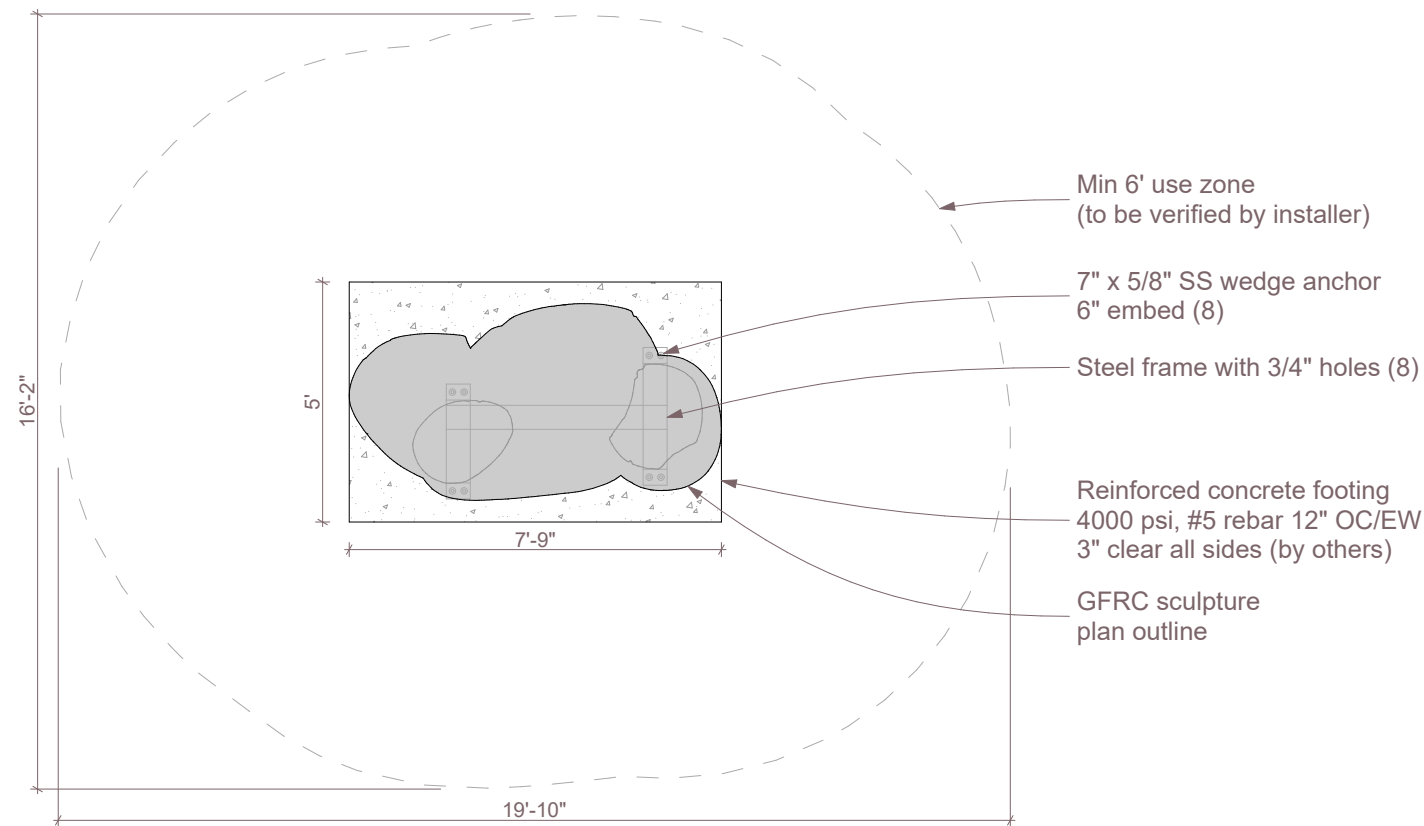 Min 6' use zone
(to be verified by installer)
7" x 5/8" SS wedge anchor
6" embed (8)
Steel frame with 3/4" holes (8)
16'-2"
5'
Reinforced concrete footing
4000 psi, #5 rebar 12" OC/EW
3" clear all sides (by others)
7'-9"
GFRC sculpture
plan outline
19'-10"